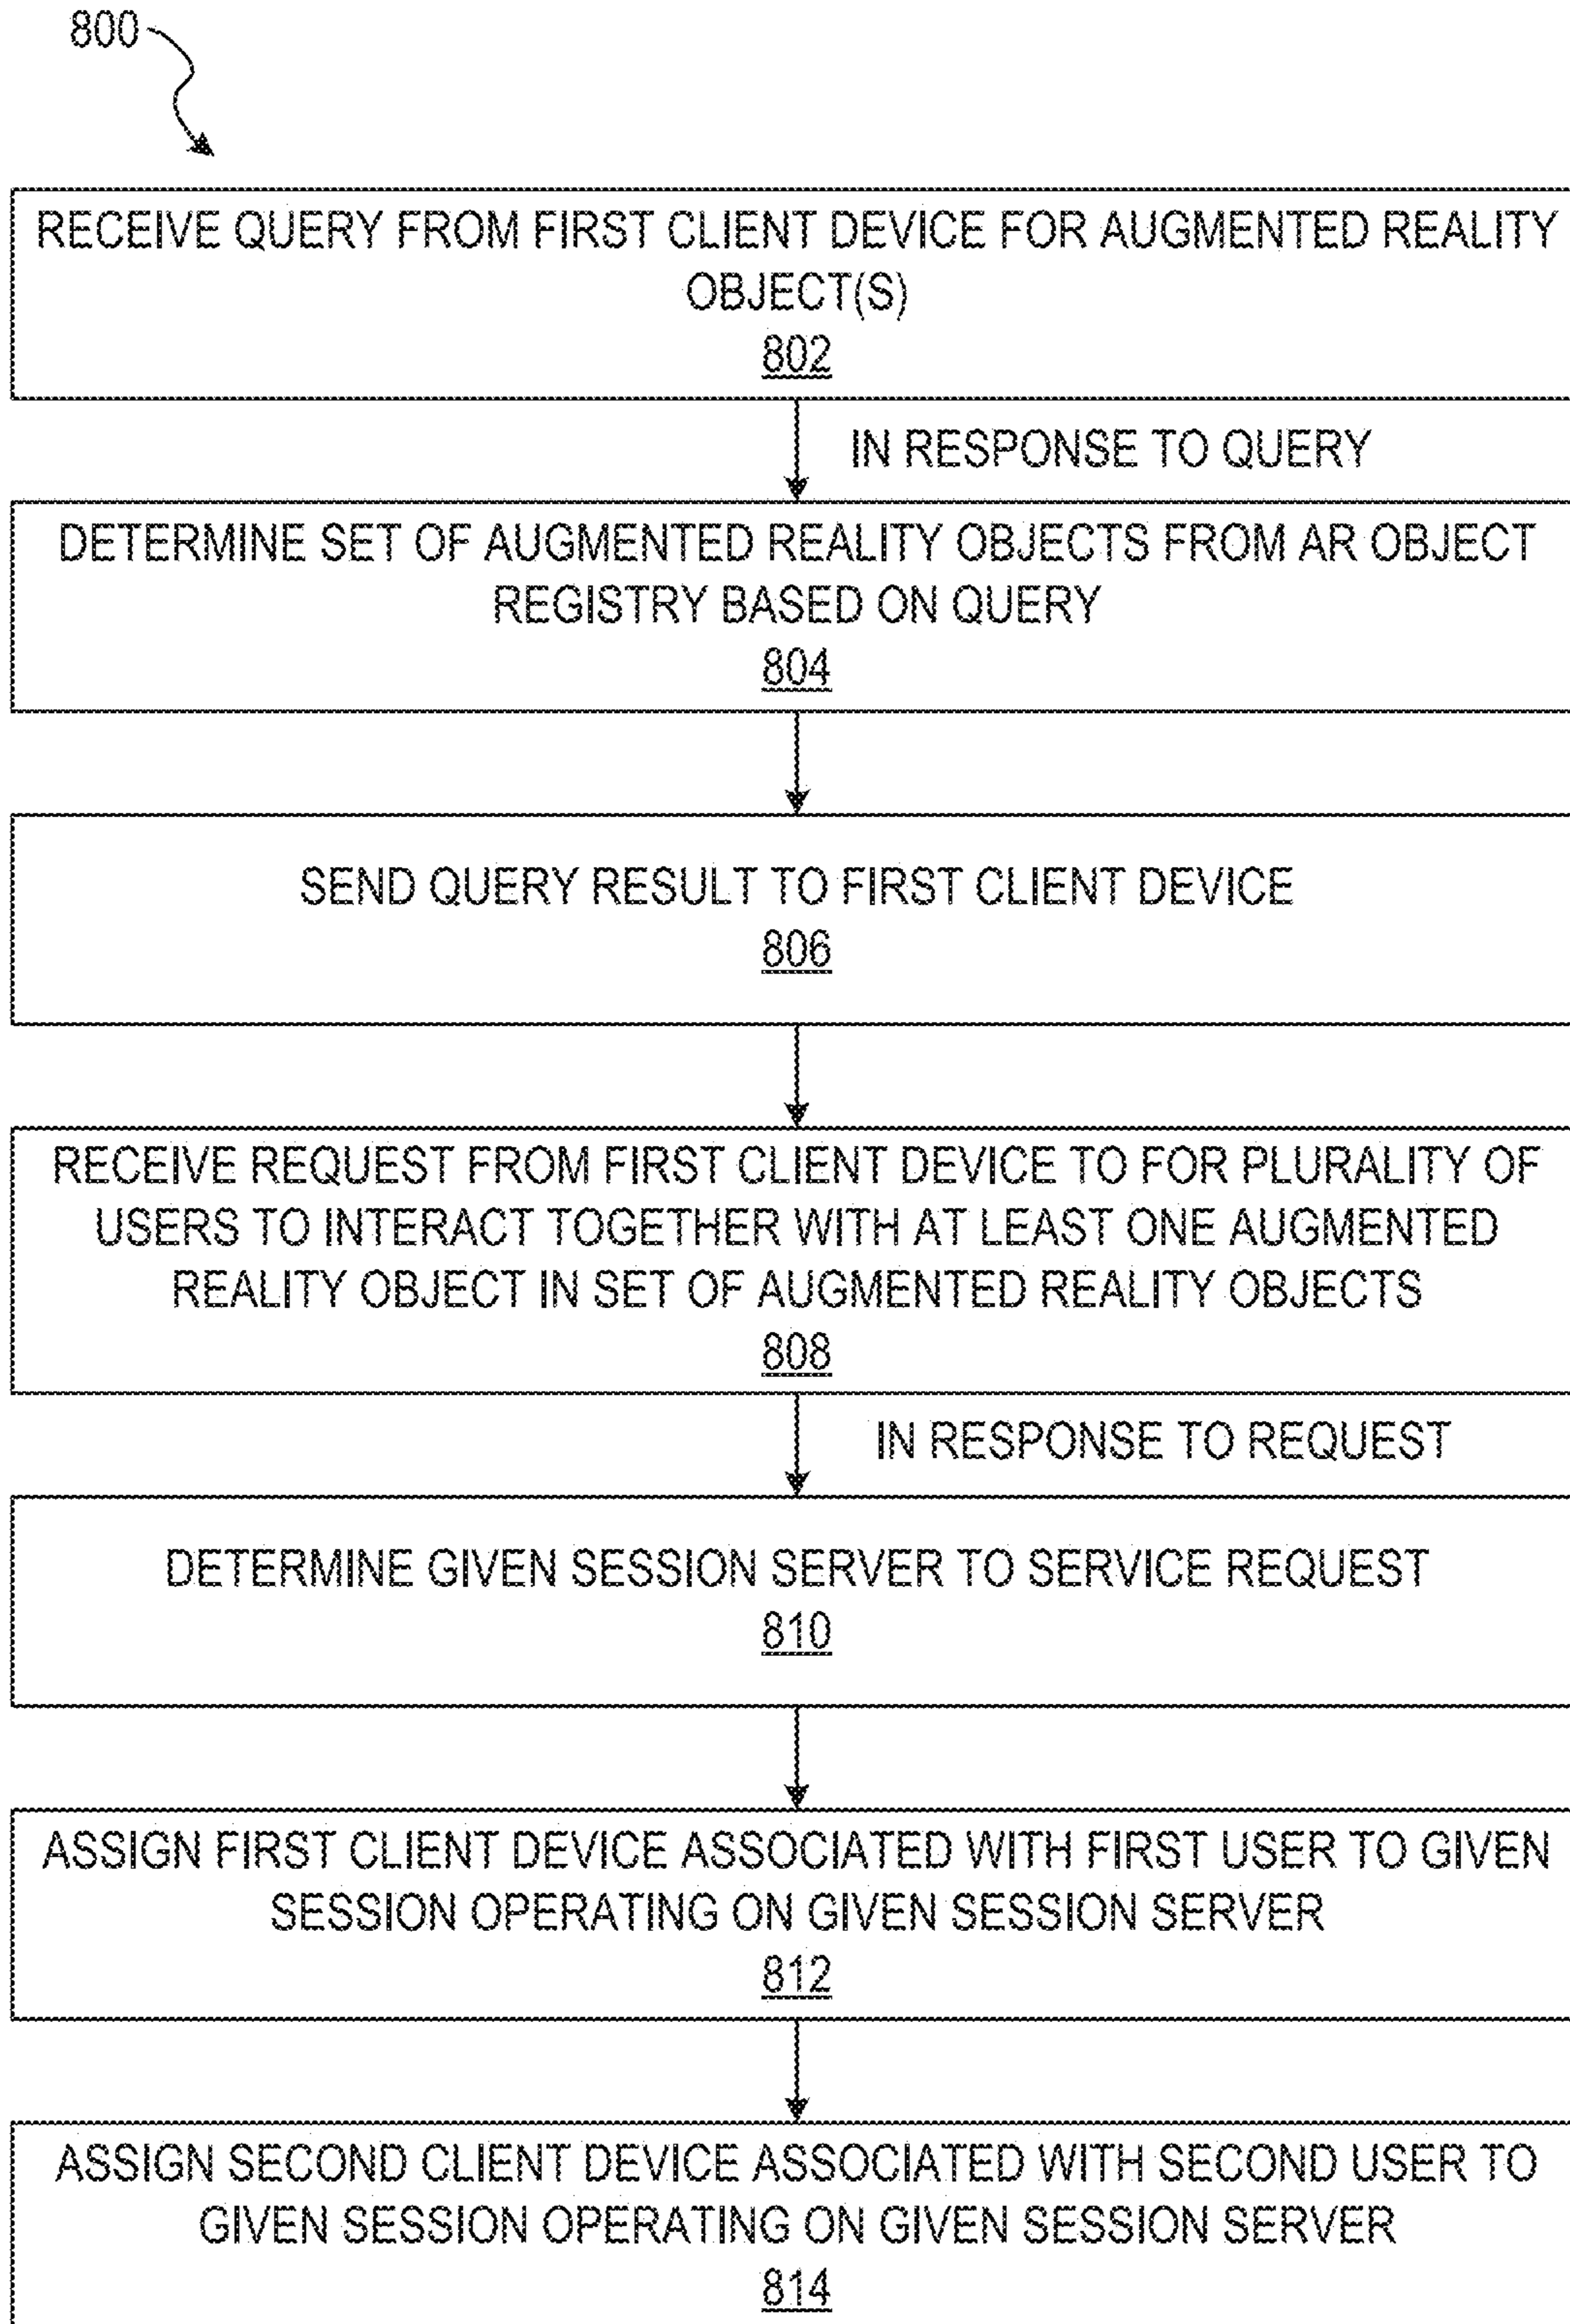 800
RECEIVE QUERY FROM FIRST CLIENT DEVICE FOR AUGMENTED REALITY
OBJECT(S)
802
IN RESPONSE TO QUERY
DETERMINE SET OF AUGMENTED REALITY OBJECTS FROM AR OBJECT
REGISTRY BASED ON QUERY
804
SEND QUERY RESULT TO FIRST CLIENT DEVICE
806
RECEIVE REQUEST FROM FIRST CLIENT DEVICE TO FOR PLURALITY OF
USERS TO INTERACT TOGETHER WITH AT LEAST ONE AUGMENTED
REALITY OBJECT IN SET OF AUGMENTED REALITY OBJECTS
808
IN RESPONSE TO REQUEST
DETERMINE GIVEN SESSION SERVER TO SERVICE REQUEST
810
ASSIGN FIRST CLIENT DEVICE ASSOCIATED WITH FIRST USER TO GIVEN
SESSION OPERATING ON GIVEN SESSION SERVER
812
ASSIGN SECOND CLIENT DEVICE ASSOCIATED WITH SECOND USER TO
GIVEN SESSION OPERATING ON GIVEN SESSION SERVER
814